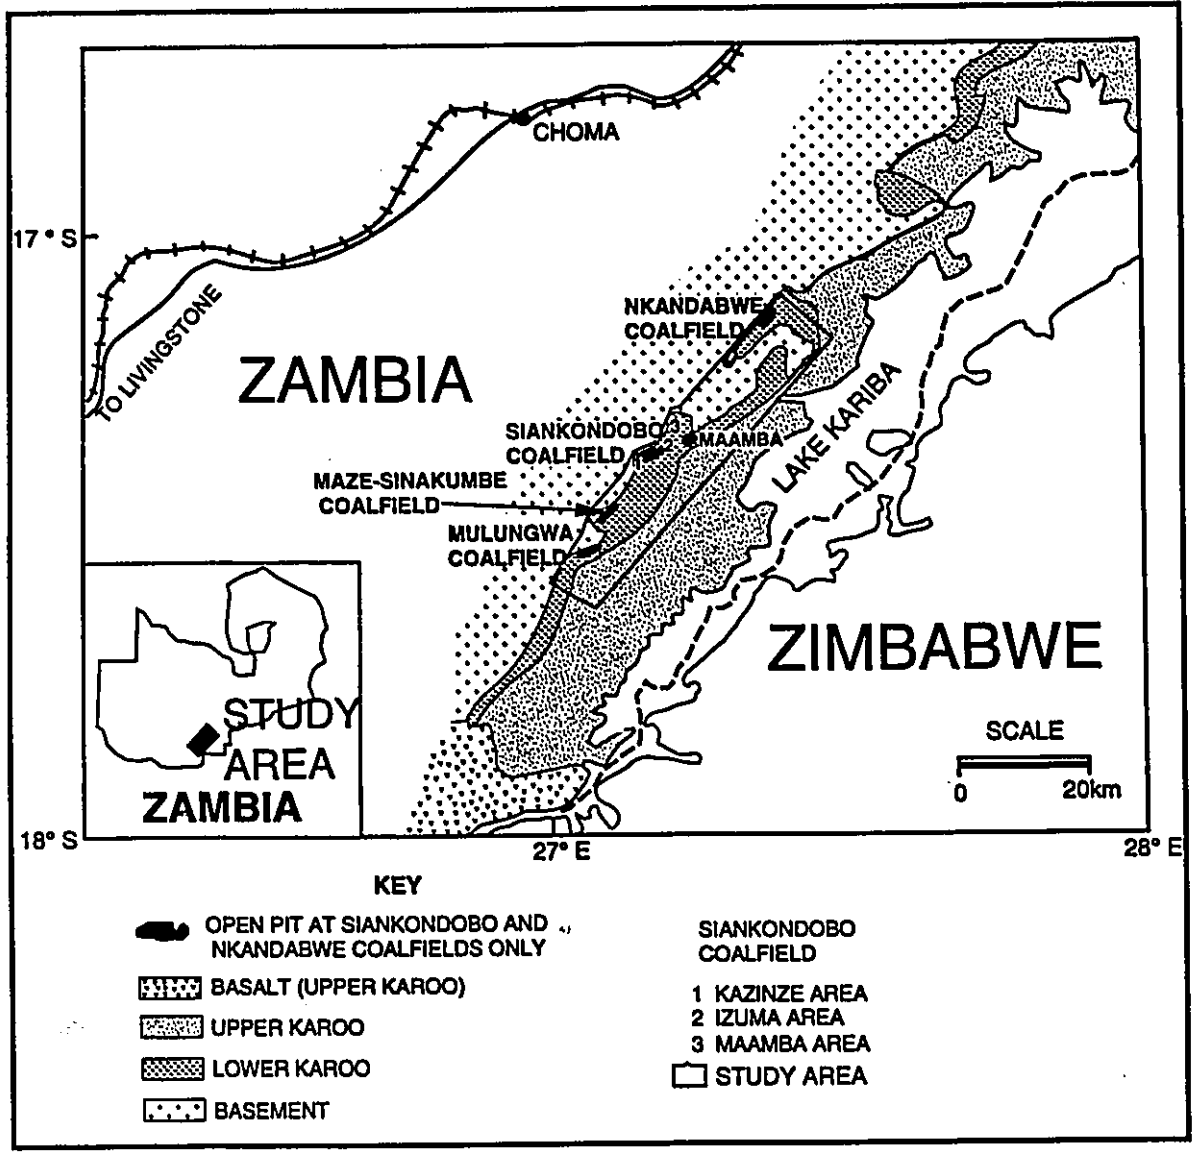 CHOMA
17° S
TO LIVINGSTONE
ZAMBIA
NKANDABWE
COALFIELD
LAKE KARIBA
SIANKONDOBO
COALFIELD
3
2
1
MAAMBA
MAZE-SINAKUMBE
COALFIELD
MULUNGWA
COALFIELD
ZIMBABWE
STUDY
AREA
ZAMBIA
SCALE
0 20km
18° S
27° E
28° E
KEY
OPEN PIT AT SIANKONDOBO AND
NKANDABWE COALFIELDS ONLY
BASALT (UPPER KAROO)
UPPER KAROO
LOWER KAROO
BASEMENT
SIANKONDOBO
COALFIELD
1 KAZINZE AREA
2 IZUMA AREA
3 MAAMBA AREA
STUDY AREA